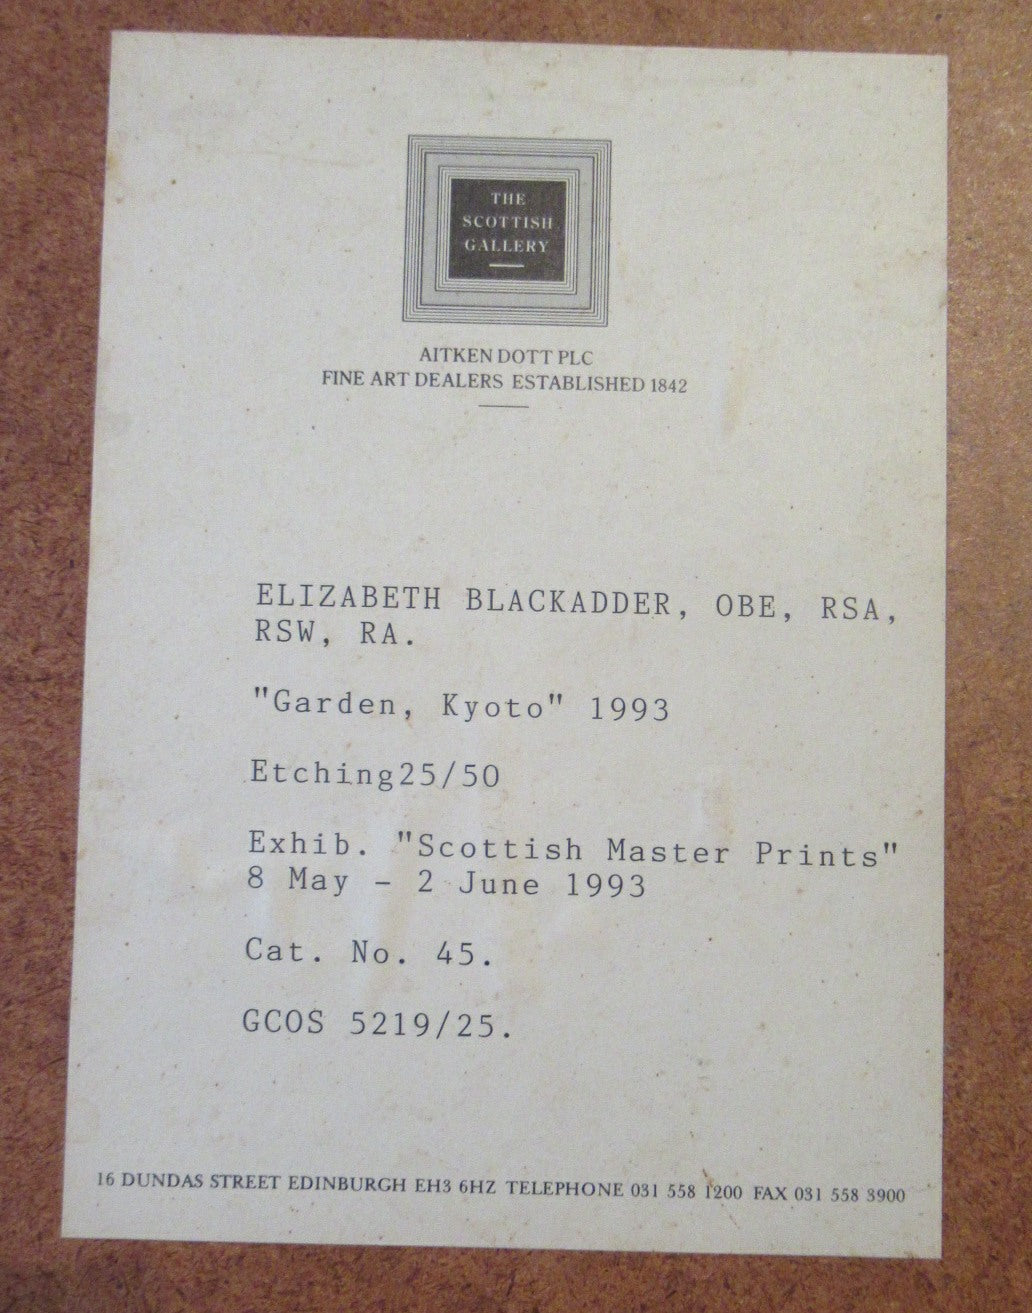 THE
SCOTTISH
GALLERY
AITKEN DOTT PLC
FINE ART DEALERS ESTABLISHED 1842
ELIZABETH BLACKADDER, OBE, RSA,
RSW, RA.
"Garden, Kyoto" 1993
Etching25/50
Exhib. "Scottish Master Prints"
8 May – 2 June 1993
Cat. No. 45.
GCOS 5219/25.
16 DUNDAS STREET EDINBURGH EH3 6HZ TELEPHONE 031 558 1200 FAX 031 558 3900